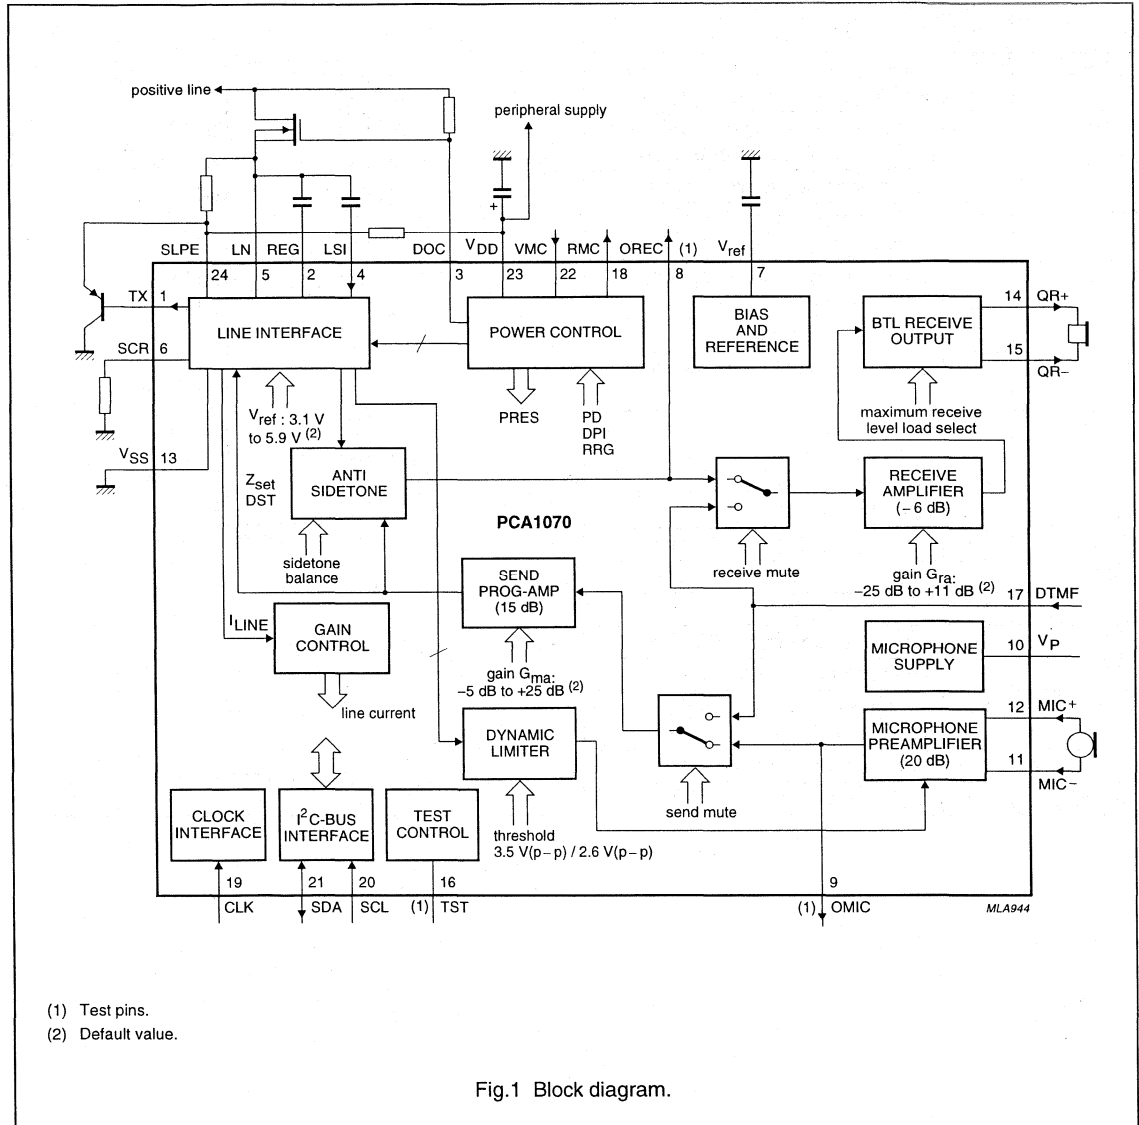 positive line
peripheral supply
SLPE LN REG LSI DOC VDD VMC RMC OREC (1) Vref
24 5 2 4 3 23 22 18 8 7
+
TX 1
LINE INTERFACE
POWER CONTROL
BIAS
AND
REFERENCE
BTL RECEIVE
OUTPUT
14 QR+
15
QR−
SCR 6
Vref : 3.1 V
to 5.9 V (2)
PRES
PD
DPI
RRG
maximum receive
level load select
VSS 13
Zset
DST
ANTI
SIDETONE
RECEIVE
AMPLIFIER
(−6 dB)
PCA1070
sidetone
balance
receive mute
gain Gra:
−25 dB to +11 dB (2)
SEND
PROG-AMP
(15 dB)
17 DTMF
ILINE
GAIN
CONTROL
MICROPHONE
SUPPLY
10 VP
gain Gma:
−5 dB to +25 dB (2)
line current
DYNAMIC
LIMITER
MICROPHONE
PREAMPLIFIER
(20 dB)
12 MIC+
11
MIC−
send mute
CLOCK
INTERFACE
I2C-BUS
INTERFACE
TEST
CONTROL
threshold
3.5 V(p−p) / 2.6 V(p−p)
19 21 20 16 9
CLK SDA SCL (1) TST (1) OMIC
MLA944
(1) Test pins.
(2) Default value.
Fig.1 Block diagram.